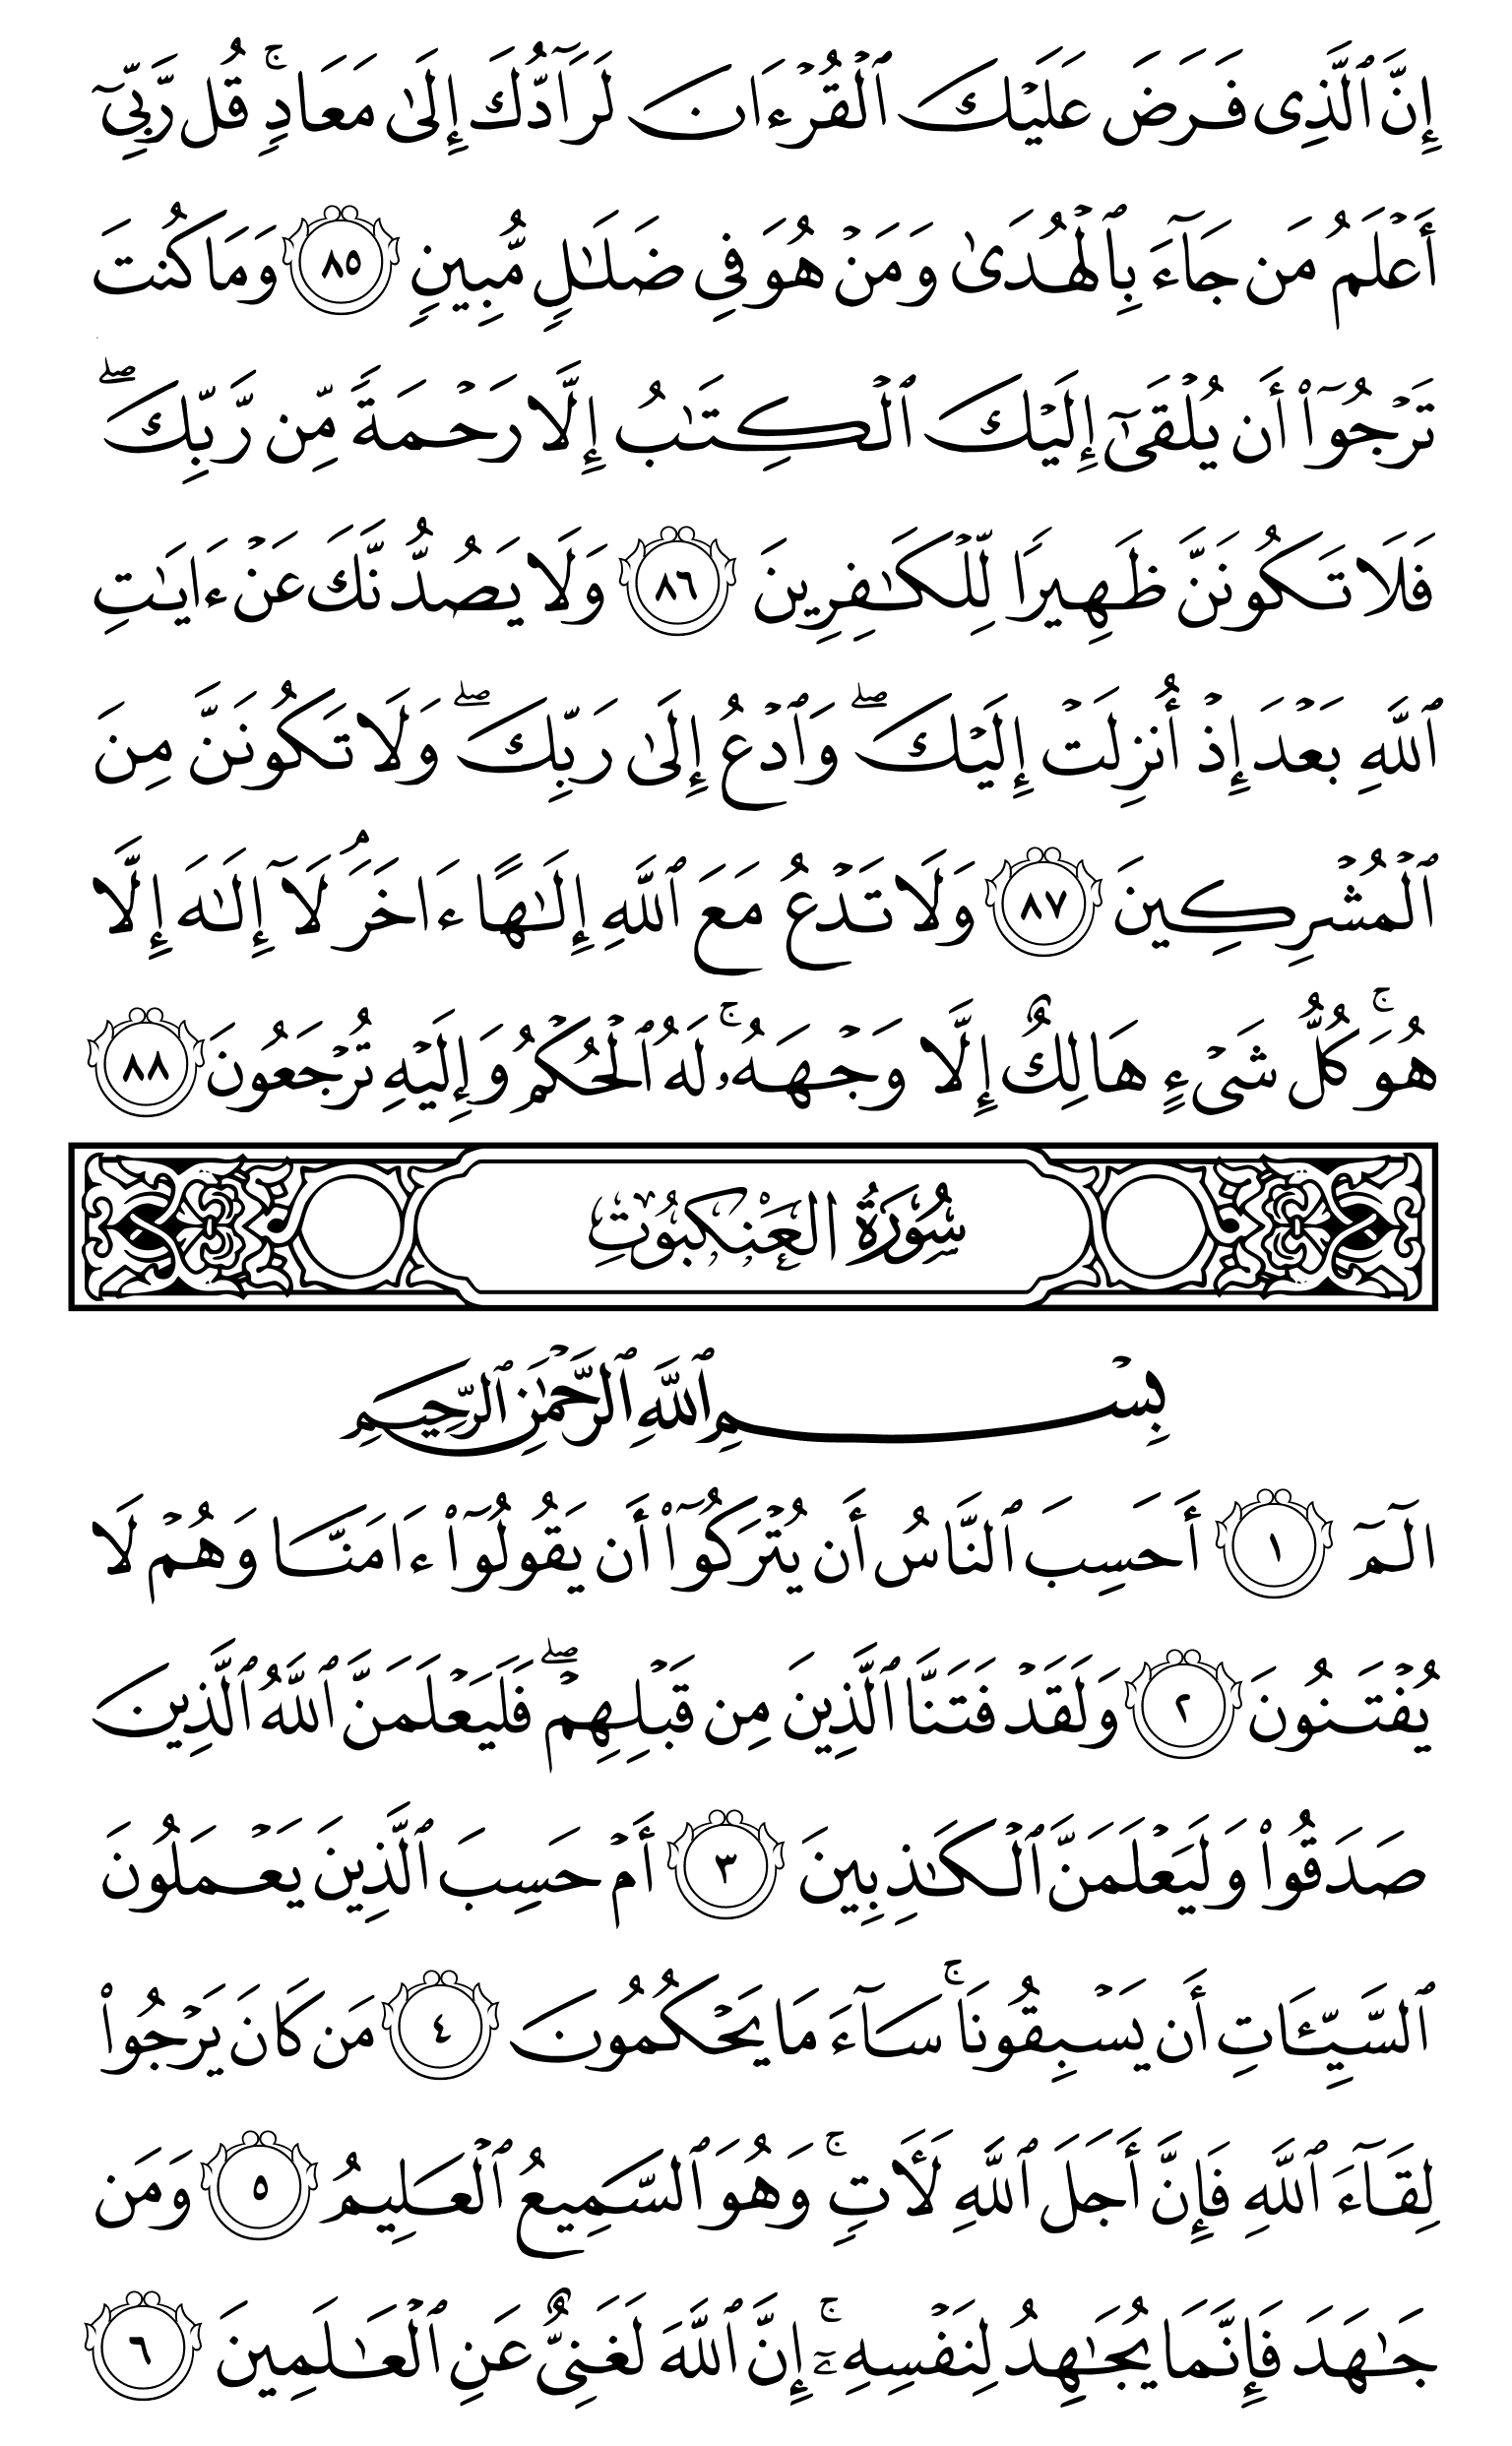 إِنَّ ٱلَّذِى فَرَضَ عَلَيْكَ ٱلْقُرْءَانَ لَرَآدُّكَ إِلَىٰ مَعَادٍ ۚ قُل رَّبِّىٓ
أَعْلَمُ مَن جَآءَ بِٱلْهُدَىٰ وَمَنْ هُوَ فِى ضَلَـٰلٍ مُّبِينٍ ٨٥ وَمَا كُنتَ
تَرْجُوٓا۟ أَن يُلْقَىٰٓ إِلَيْكَ ٱلْكِتَـٰبُ إِلَّا رَحْمَةً مِّن رَّبِّكَ ۖ
فَلَا تَكُونَنَّ ظَهِيرًا لِّلْكَـٰفِرِينَ ٨٦ وَلَا يَصُدُّنَّكَ عَنْ ءَايَـٰتِ
ٱللَّهِ بَعْدَ إِذْ أُنزِلَتْ إِلَيْكَ ۖ وَٱدْعُ إِلَىٰ رَبِّكَ ۖ وَلَا تَكُونَنَّ مِنَ
ٱلْمُشْرِكِينَ ٨٧ وَلَا تَدْعُ مَعَ ٱللَّهِ إِلَـٰهًا ءَاخَرَ ۘ لَآ إِلَـٰهَ إِلَّا
هُوَ ۚ كُلُّ شَىْءٍ هَالِكٌ إِلَّا وَجْهَهُۥ ۚ لَهُ ٱلْحُكْمُ وَإِلَيْهِ تُرْجَعُونَ ٨٨
سُورَةُ العَنكَبُوتِ
بِسْمِ ٱللَّهِ ٱلرَّحْمَـٰنِ ٱلرَّحِيمِ
الٓمٓ ١ أَحَسِبَ ٱلنَّاسُ أَن يُتْرَكُوٓا۟ أَن يَقُولُوٓا۟ ءَامَنَّا وَهُمْ لَا
يُفْتَنُونَ ٢ وَلَقَدْ فَتَنَّا ٱلَّذِينَ مِن قَبْلِهِمْ ۖ فَلَيَعْلَمَنَّ ٱللَّهُ ٱلَّذِينَ
صَدَقُوا۟ وَلَيَعْلَمَنَّ ٱلْكَـٰذِبِينَ ٣ أَمْ حَسِبَ ٱلَّذِينَ يَعْمَلُونَ
ٱلسَّيِّـَٔاتِ أَن يَسْبِقُونَا ۚ سَآءَ مَا يَحْكُمُونَ ٤ مَن كَانَ يَرْجُوا۟
لِقَآءَ ٱللَّهِ فَإِنَّ أَجَلَ ٱللَّهِ لَـَٔاتٍ ۚ وَهُوَ ٱلسَّمِيعُ ٱلْعَلِيمُ ٥ وَمَن
جَـٰهَدَ فَإِنَّمَا يُجَـٰهِدُ لِنَفْسِهِۦٓ ۚ إِنَّ ٱللَّهَ لَغَنِىٌّ عَنِ ٱلْعَـٰلَمِينَ ٦